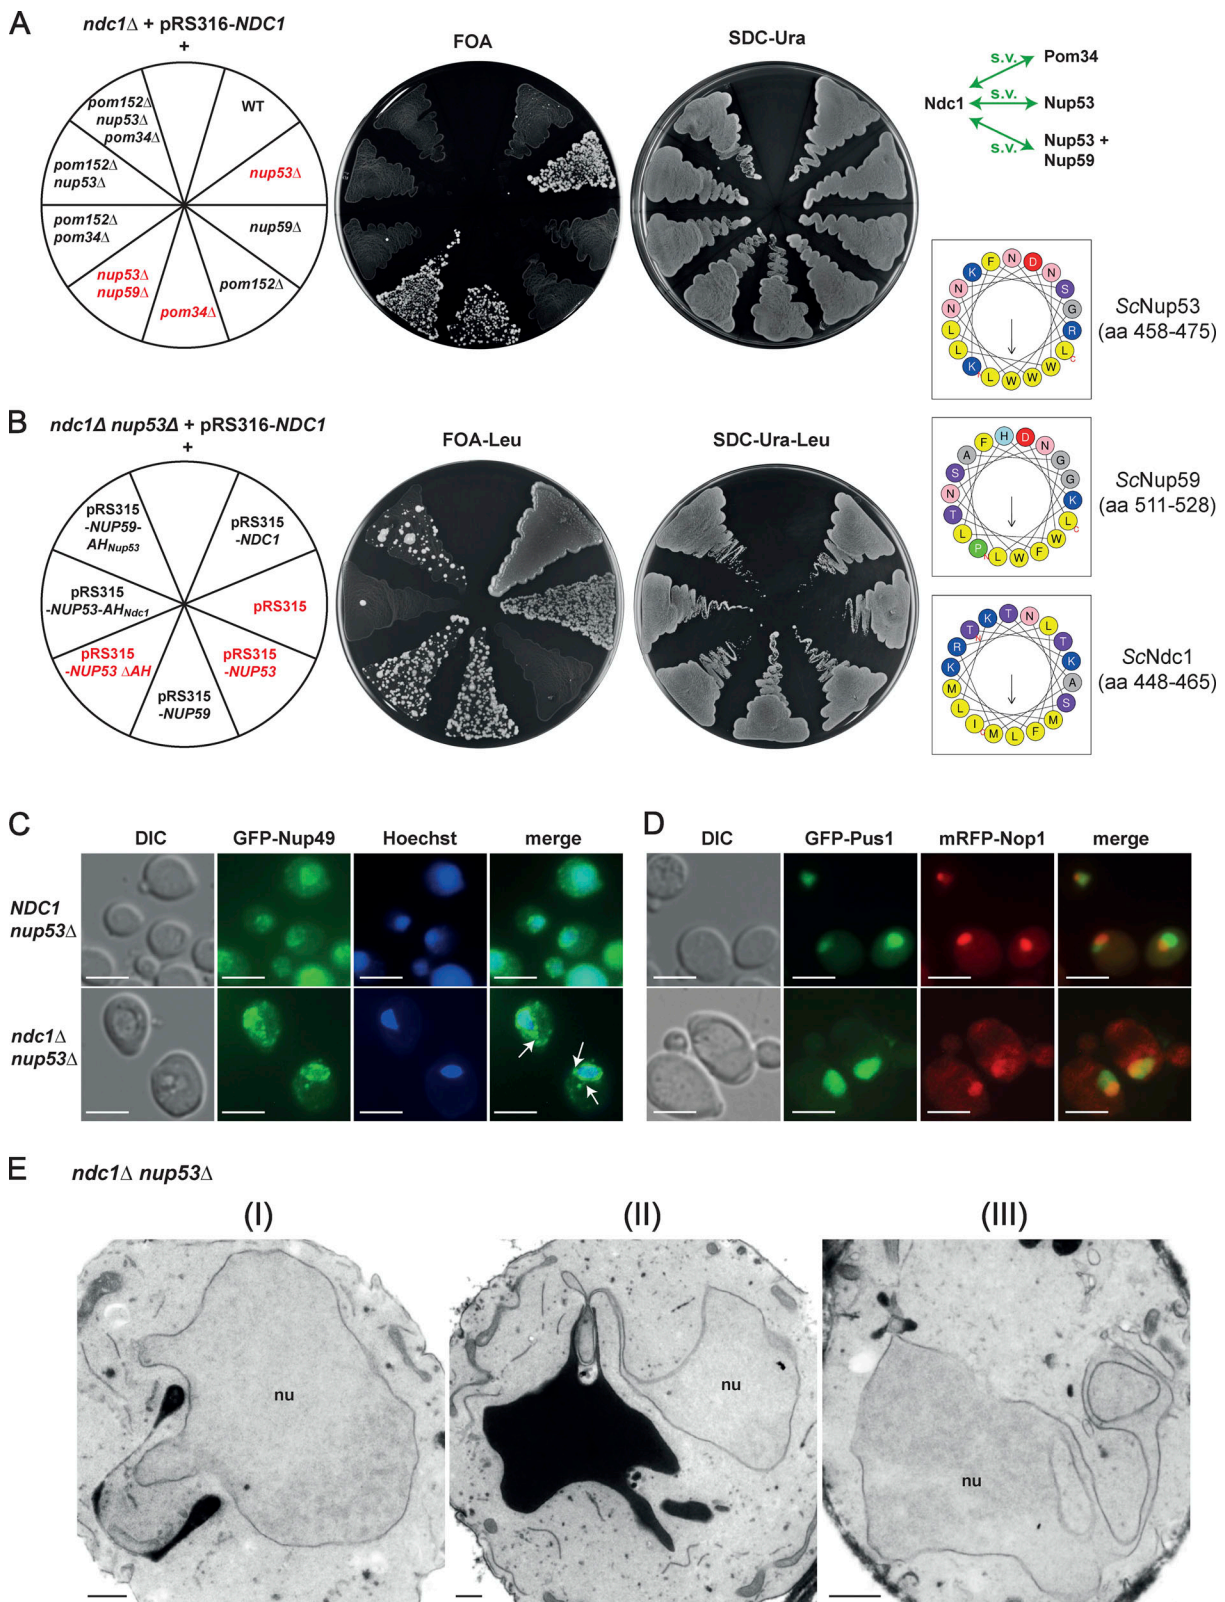 A
ndc1Δ + pRS316-NDC1
+
WT
nup53Δ
nup59Δ
pom152Δ
pom34Δ
nup53Δ
nup59Δ
pom152Δ
pom34Δ
pom152Δ
nup53Δ
pom152Δ
nup53Δ
pom34Δ
FOA
SDC-Ura
Ndc1
s.v.
Pom34
s.v.
Nup53
s.v.
Nup53 +
Nup59
F N D N S G R L W W W L K L L N N K
C
ScNup53
(aa 458-475)
B
ndc1Δ nup53Δ + pRS316-NDC1
+
pRS315
-NDC1
pRS315
pRS315
-NUP53
pRS315
-NUP59
pRS315
-NUP53 ΔAH
pRS315
-NUP53-AHNdc1
pRS315
-NUP59-
AHNup53
FOA-Leu
SDC-Ura-Leu
F H D N G G K L W F W L P L T N S A
C
ScNup59
(aa 511-528)
K T N L T K A S M F L M I L M K R T
N
C
ScNdc1
(aa 448-465)
C
DIC
GFP-Nup49
Hoechst
merge
NDC1
nup53Δ
ndc1Δ
nup53Δ
D
DIC
GFP-Pus1
mRFP-Nop1
merge
E
ndc1Δ nup53Δ
(I)
(II)
(III)
nu
nu
nu